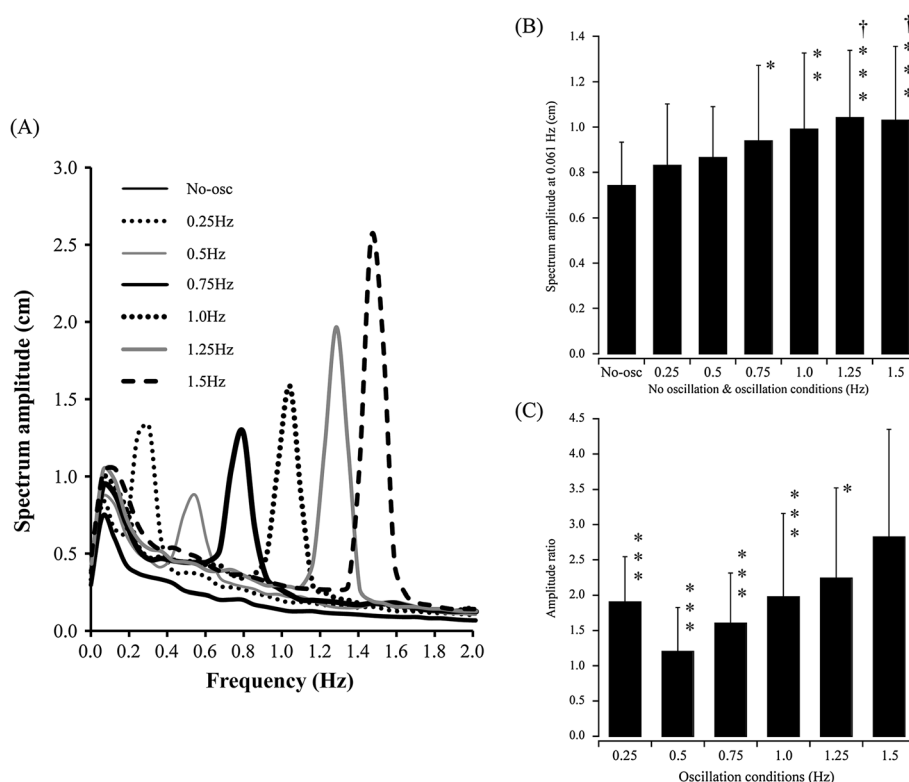 (A)
3.0
2.5
2.0
1.5
1.0
0.5
0.0
Spectrum amplitude (cm)
No-osc
0.25Hz
0.5Hz
0.75Hz
1.0Hz
1.25Hz
1.5Hz
0.0 0.2 0.4 0.6 0.8 1.0 1.2 1.4 1.6 1.8 2.0
Frequency (Hz)
(B)
1.4
1.2
1.0
0.8
0.6
0.4
0.2
0.0
Spectrum amplitude at 0.061 Hz (cm)
*
**
***†
***†
No-osc 0.25 0.5 0.75 1.0 1.25 1.5
No oscillation & oscillation conditions (Hz)
(C)
4.5
4.0
3.5
3.0
2.5
2.0
1.5
1.0
0.5
0.0
Amplitude ratio
***
***
***
***
*
0.25 0.5 0.75 1.0 1.25 1.5
Oscillation conditions (Hz)